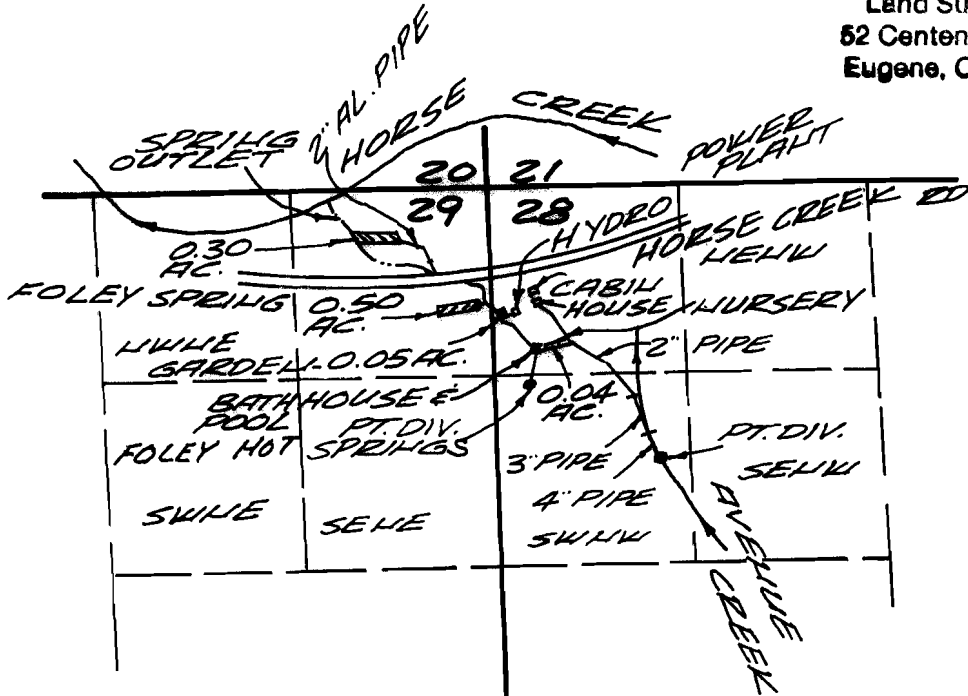 Land Su
52 Centen
Eugene, O
2" AL. PIPE
HORSE
CREEK
SPRING
OUTLET
POWER
PLANT
20 21
29 28
HYDRO
HORSE CREEK RD
NENW
0.30
AC.
FOLEY SPRING
0.50
AC.
CABIN
HOUSE
NURSERY
NWNE
GARDEN-0.05 AC.
2" PIPE
BATH HOUSE &
POOL
FOLEY HOT
PT. DIV.
SPRINGS
0.04
AC.
3" PIPE
4" PIPE
PT. DIV.
SENW
SWNE
SENE
SWNW
AVENUE
CREEK